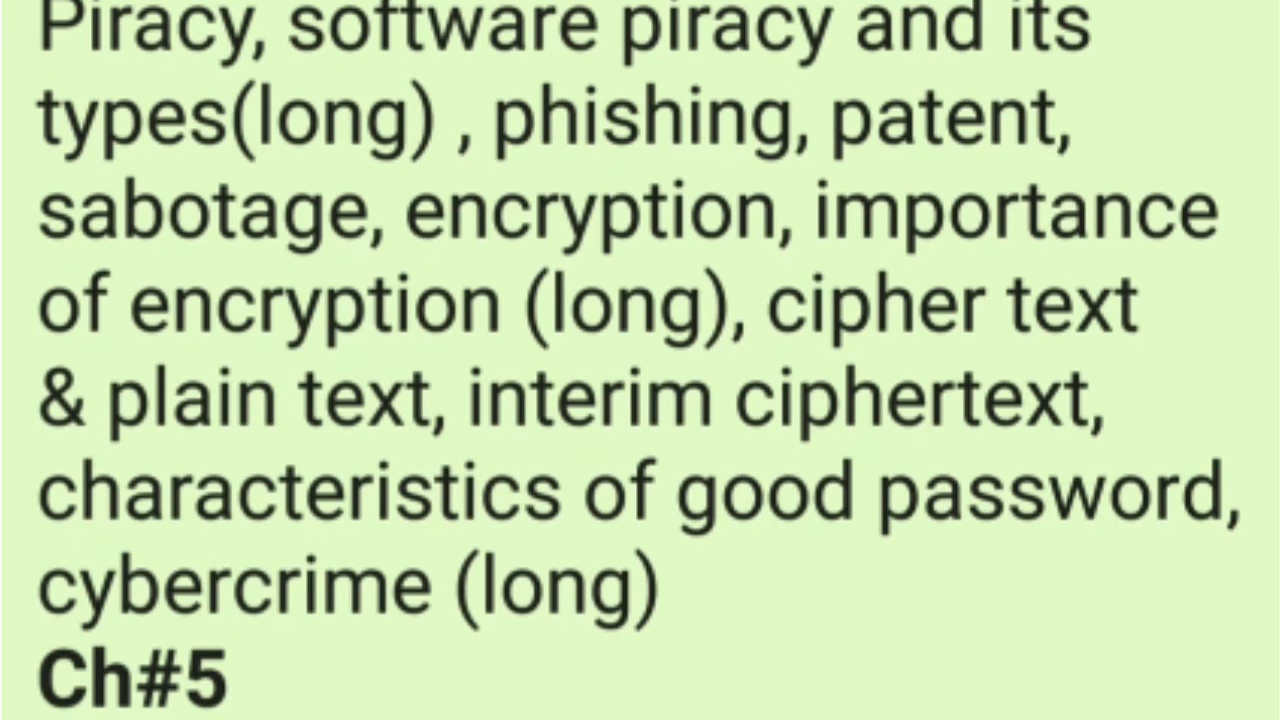 Piracy, software piracy and its
types(long) , phishing, patent,
sabotage, encryption, importance
of encryption (long), cipher text
& plain text, interim ciphertext,
characteristics of good password,
cybercrime (long)
Ch#5